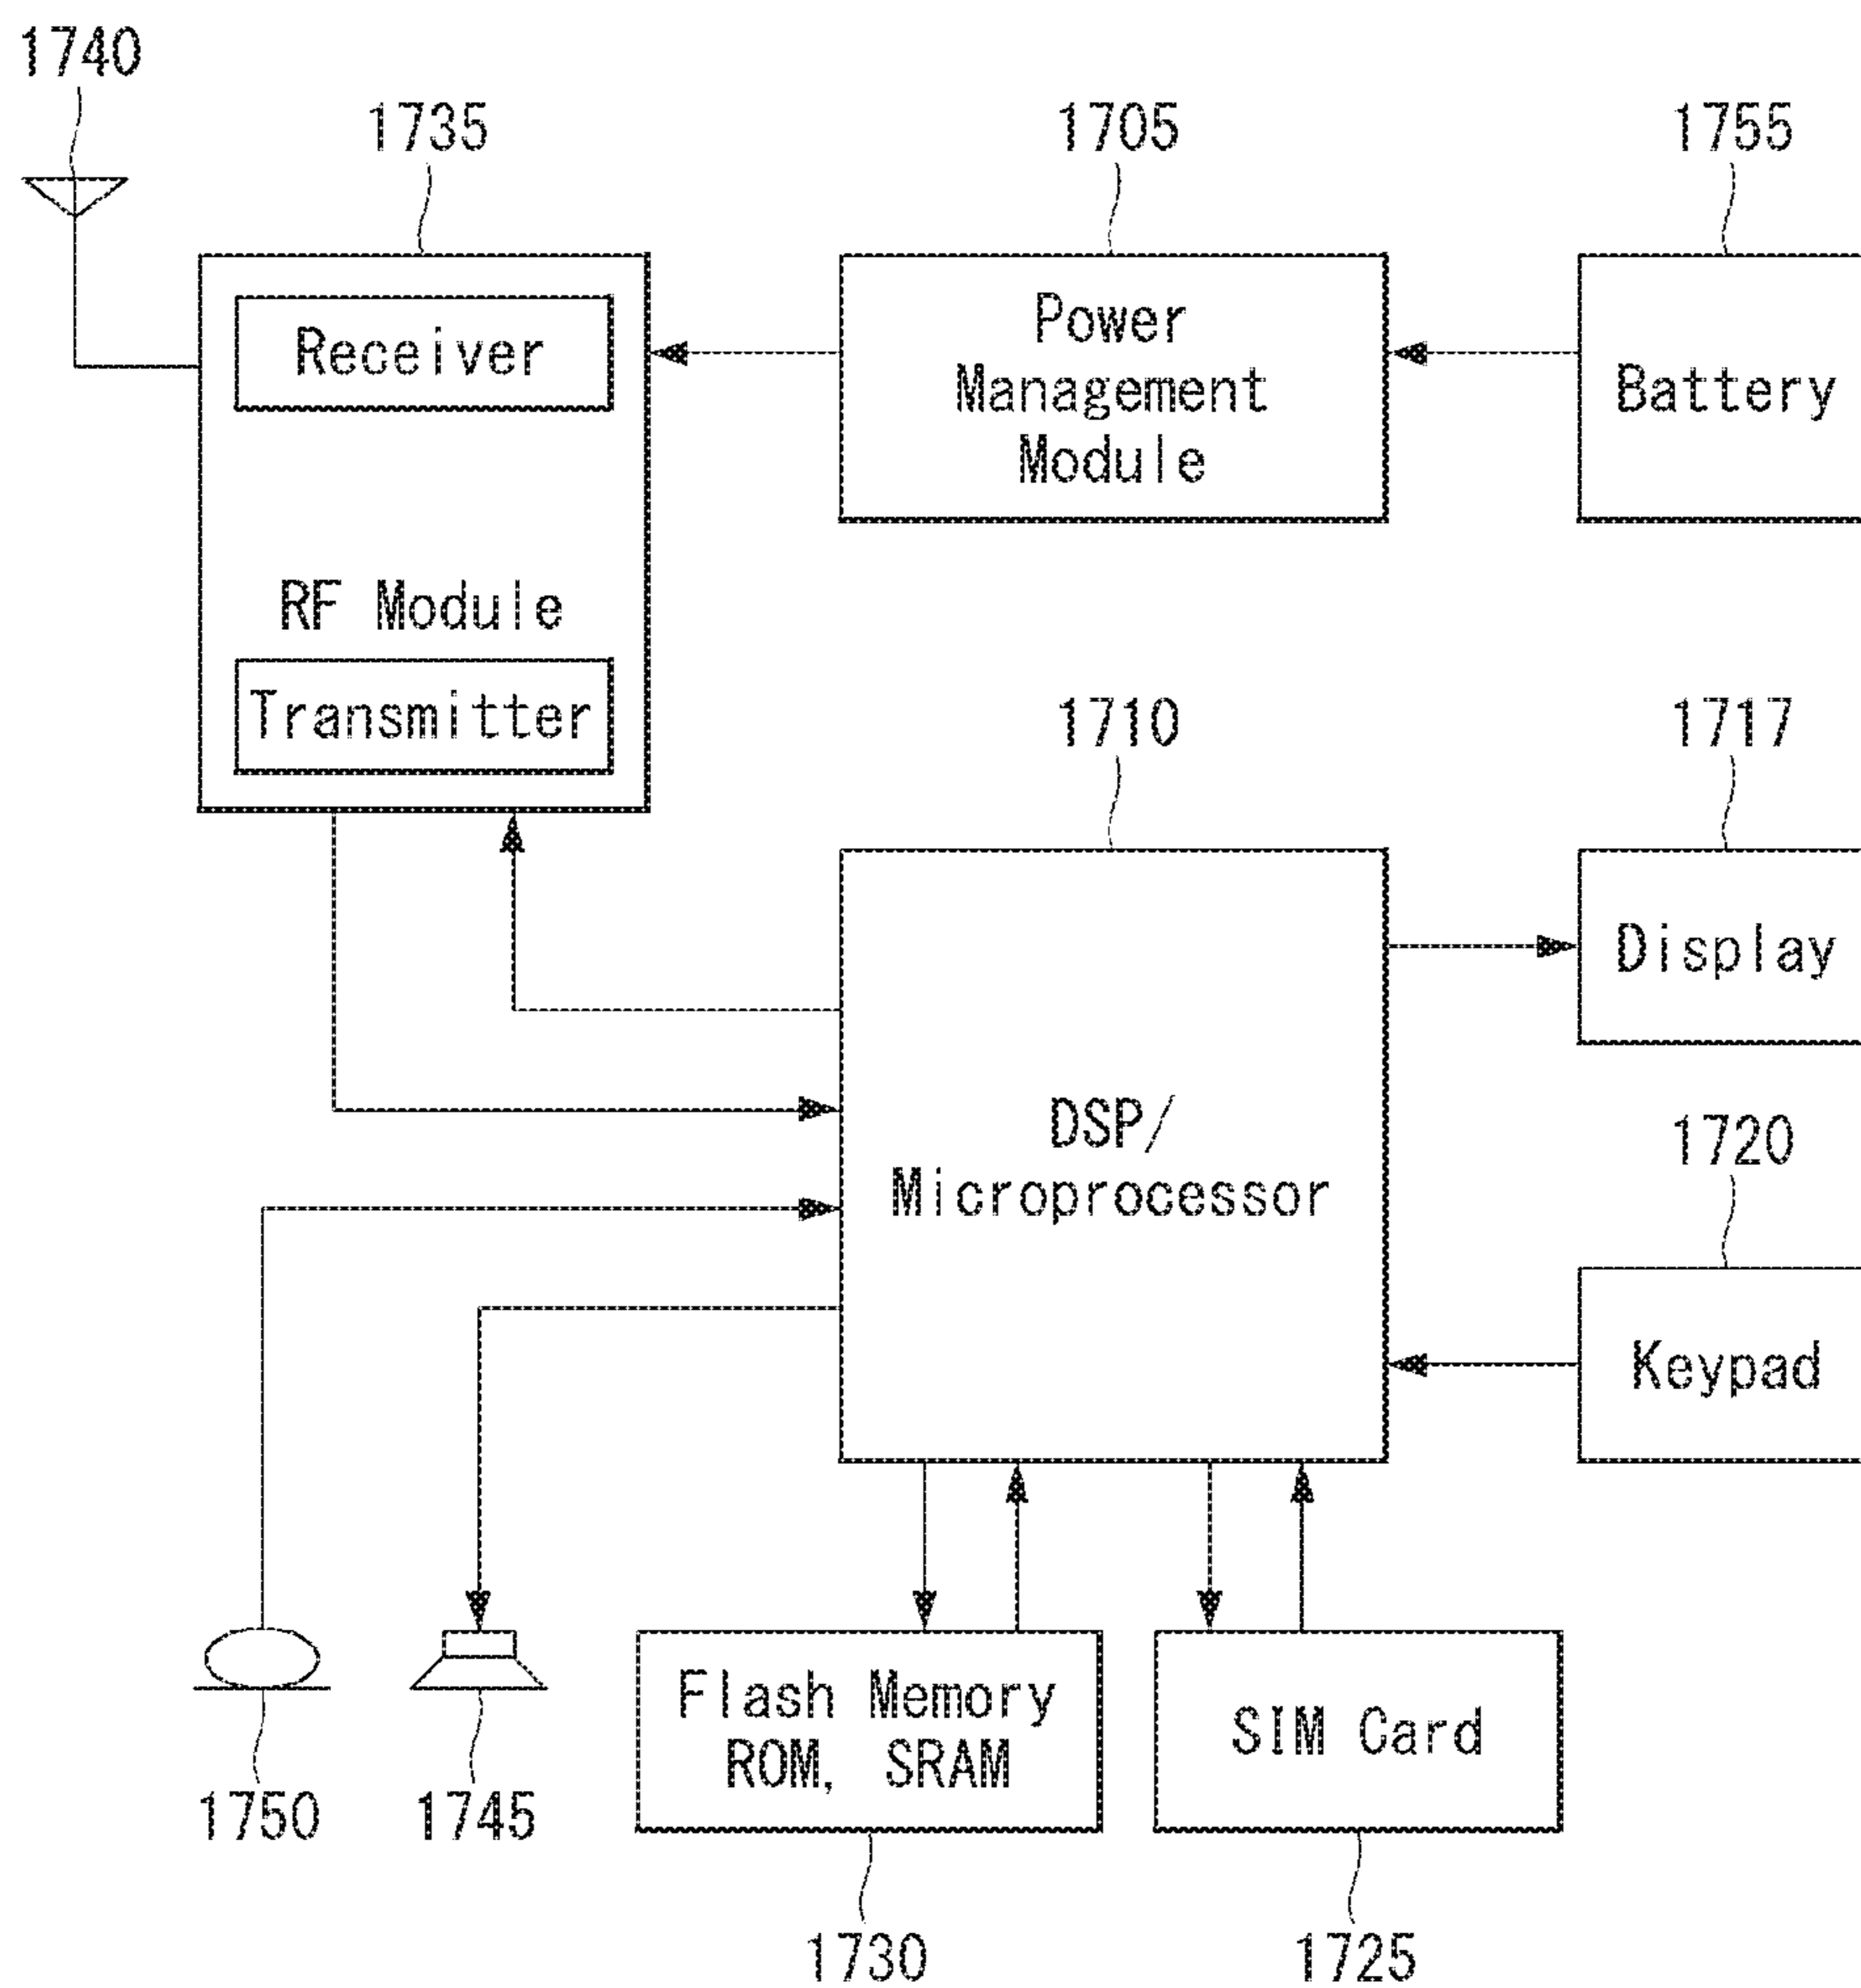 1740
1735
1705
1755
Receiver
RF Module
Transmitter
Power
Management
Module
Battery
1710
1717
DSP/
Microprocessor
Display
1720
Keypad
Flash Memory
ROM, SRAM
SIM Card
1750
1745
1730
1725